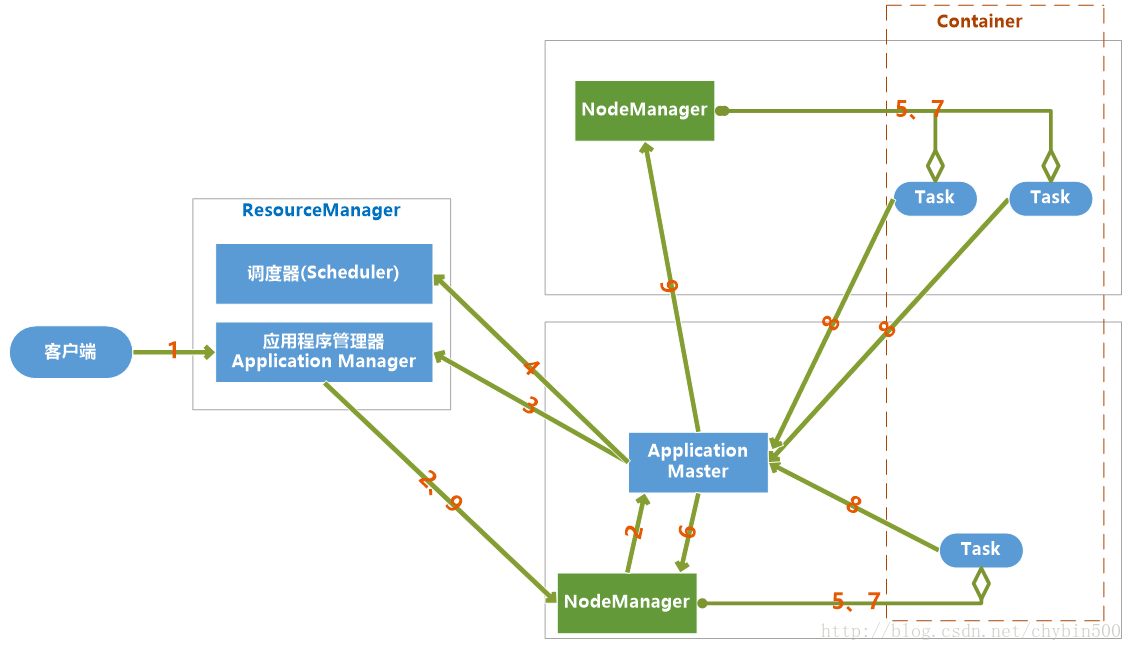 Container
NodeManager
5、7
Task
Task
ResourceManager
调度器(Scheduler)
6
8
8
客户端
1
应用程序管理器
Application Manager
4
3
Application
Master
2、9
8
2
6
Task
NodeManager
5、7
http://blog.csdn.net/chybin500